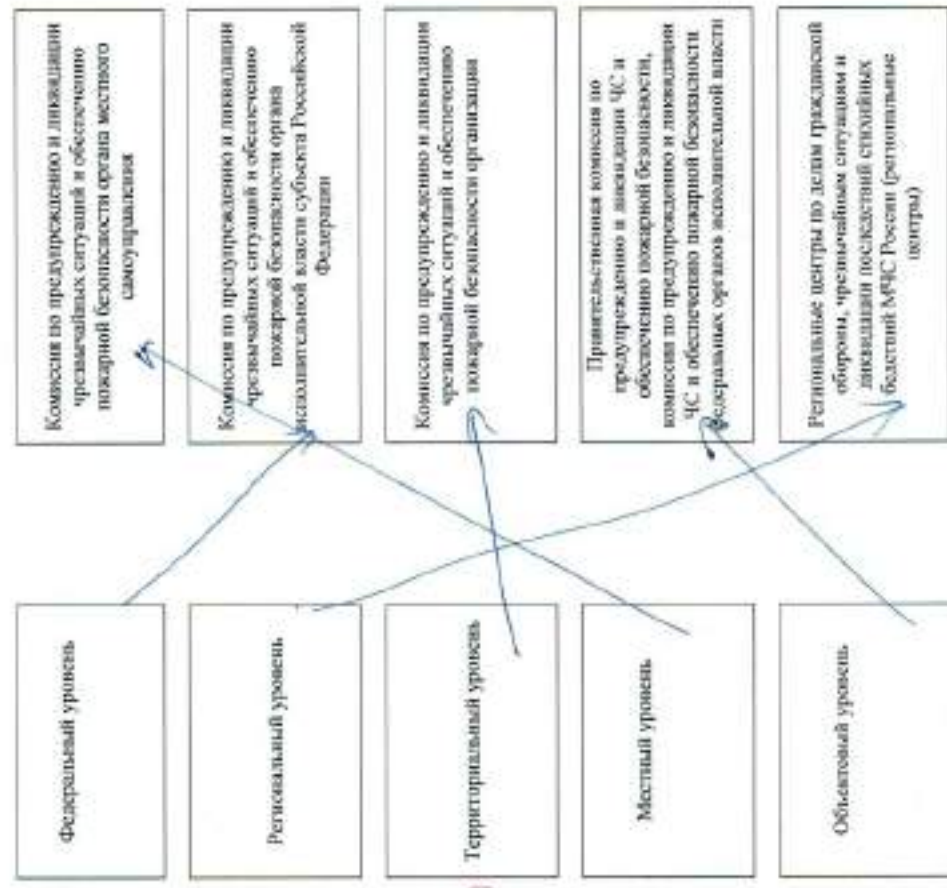 Федеральный уровень
Региональный уровень
Территориальный уровень
Местный уровень
Объектовый уровень
Комиссия по предупреждению и ликвидации
чрезвычайных ситуаций и обеспечению
пожарной безопасности органа местного
самоуправления
Комиссия по предупреждению и ликвидации
чрезвычайных ситуаций и обеспечению
пожарной безопасности органа
исполнительной власти субъекта Российской
Федерации
Комиссия по предупреждению и ликвидации
чрезвычайных ситуаций и обеспечению
пожарной безопасности организации
Правительственная комиссия по
предупреждению и ликвидации ЧС и
обеспечению пожарной безопасности,
комиссии по предупреждению и ликвидации
ЧС и обеспечению пожарной безопасности
федеральных органов исполнительной власти
Региональные центры по делам гражданской
обороны, чрезвычайным ситуациям и
ликвидации последствий стихийных
бедствий МЧС России (региональные
центры)